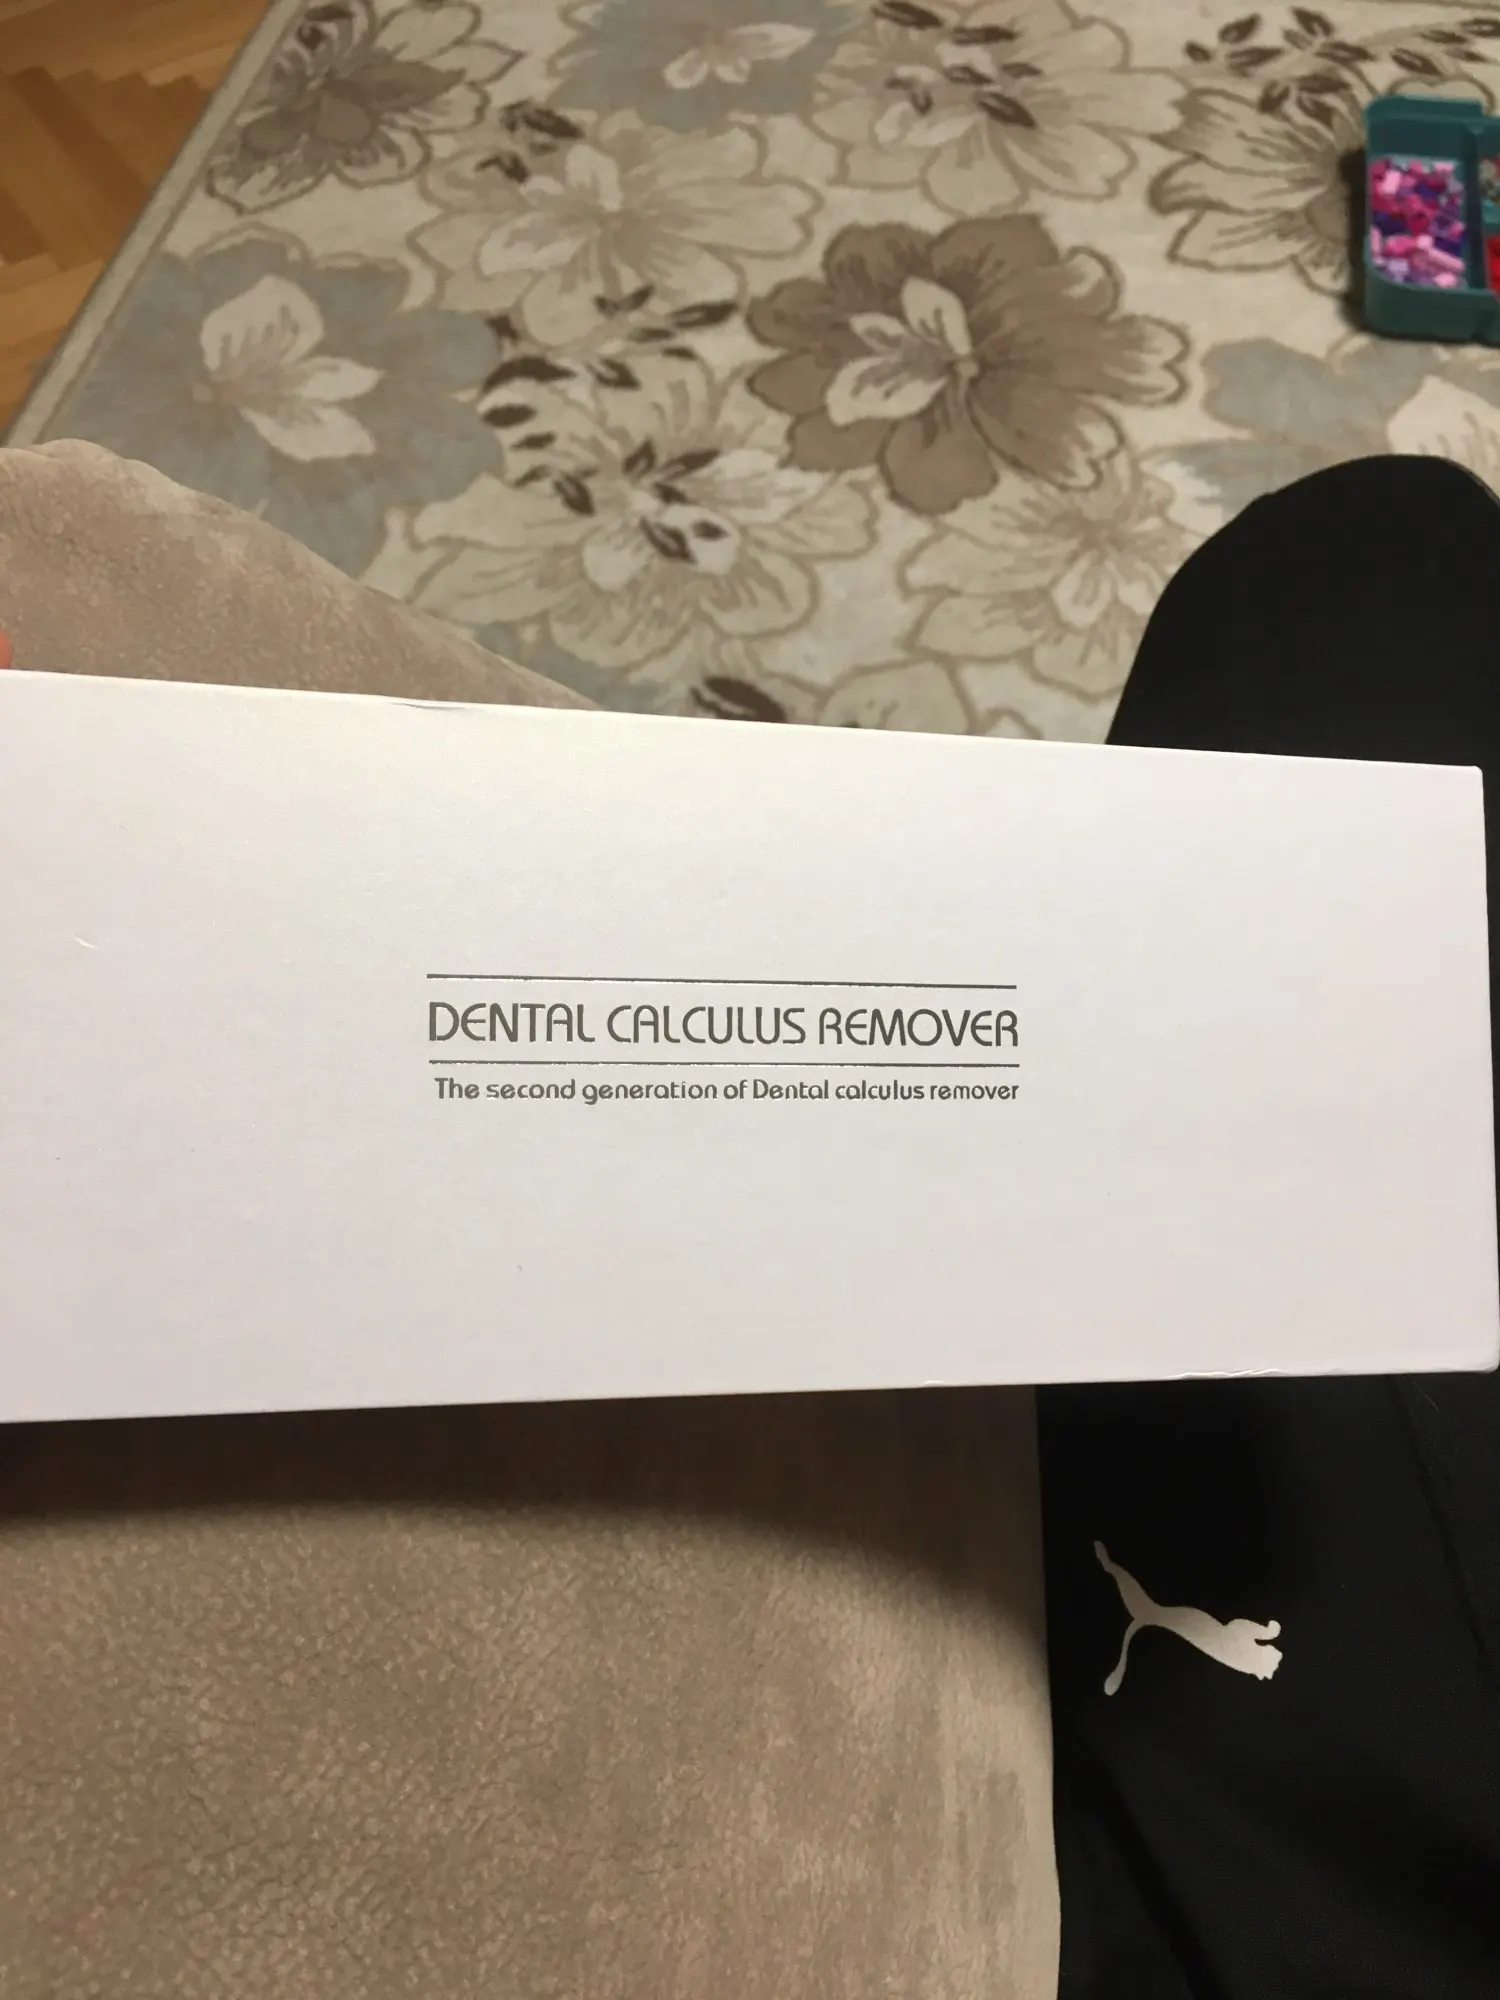 DENTAL CALCULUS REMOVER
The second generation of Dental calculus remover